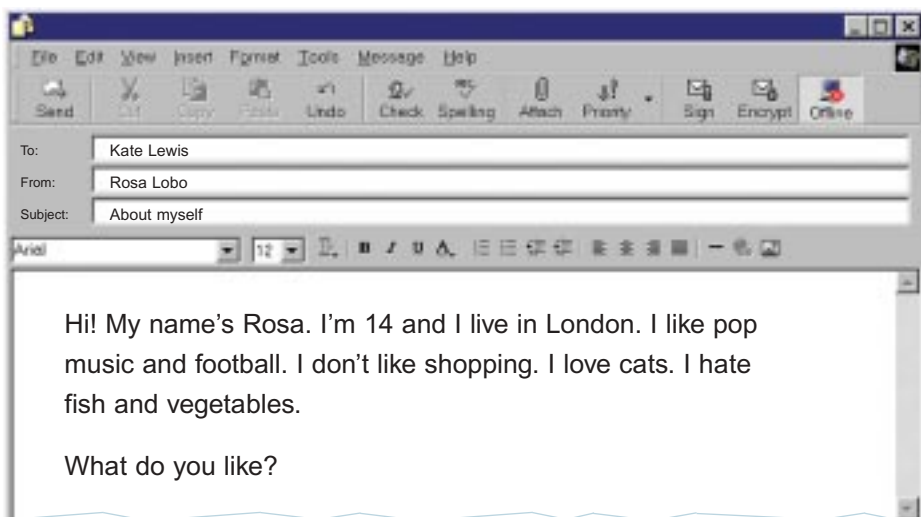 File Edit View Insert Format Tools Message Help
Send Cut Copy Paste Undo Check Spelling Attach Priority Sign Encrypt Offline
To: Kate Lewis
From: Rosa Lobo
Subject: About myself
Arial 12
Hi! My name's Rosa. I'm 14 and I live in London. I like pop
music and football. I don't like shopping. I love cats. I hate
fish and vegetables.
What do you like?